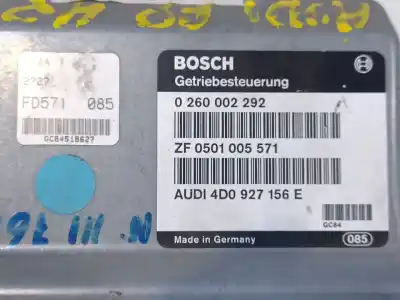 BOSCH
Getriebesteuerung
0 260 002 292
A
ZF 0501 005 571
AUDI 4D0 927 156 E
GC84
Made in Germany
085
FD571 085
GCB4518627